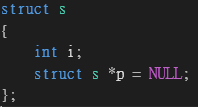 struct s
{
    int i;
    struct s *p = NULL;
};